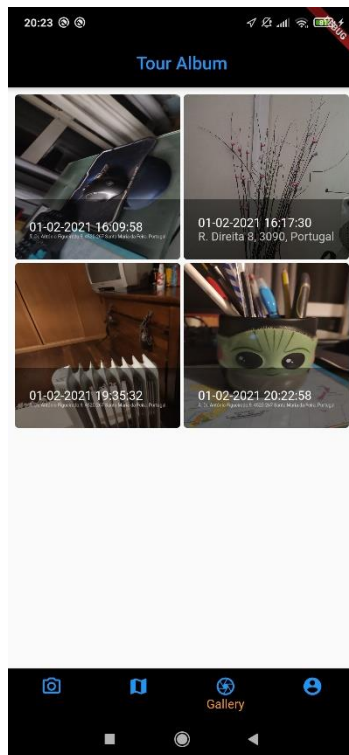 20:23
DEBUG
Tour Album
01-02-2021 16:09:58
01-02-2021 16:17:30
R. Direita 8, 3090, Portugal
01-02-2021 19:35:32
01-02-2021 20:22:58
Gallery